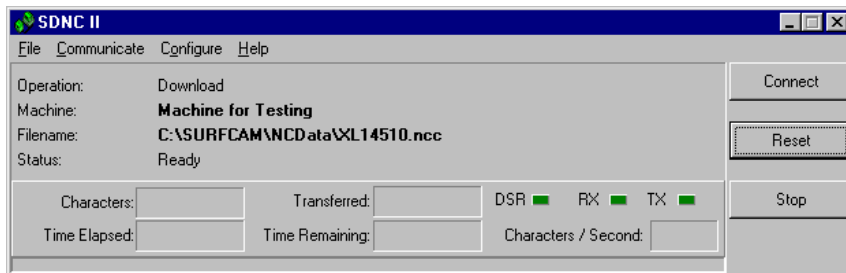 SDNC II
File Communicate Configure Help
Operation: Download
Machine: Machine for Testing
Filename: C:\SURFCAM\NCData\XL14510.ncc
Status: Ready
Connect
Reset
Stop
Characters: Transferred: DSR RX TX
Time Elapsed: Time Remaining: Characters / Second: